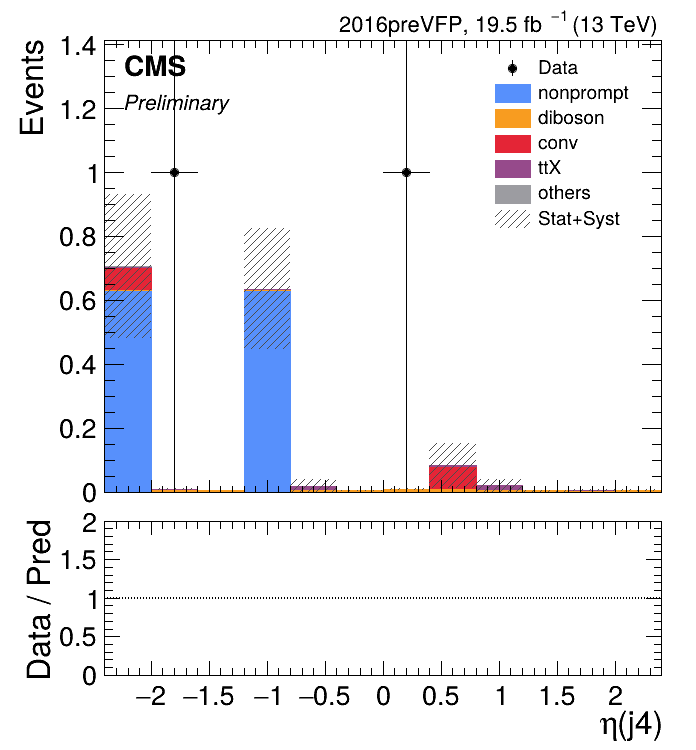 2016preVFP, 19.5 fb⁻¹ (13 TeV)
CMS
Preliminary
Events
1.4
1.2
1
0.8
0.6
0.4
0.2
0
Data
nonprompt
diboson
conv
ttX
others
Stat+Syst
Data / Pred
2
1.5
1
0.5
0
−2 −1.5 −1 −0.5 0 0.5 1 1.5 2
η(j4)